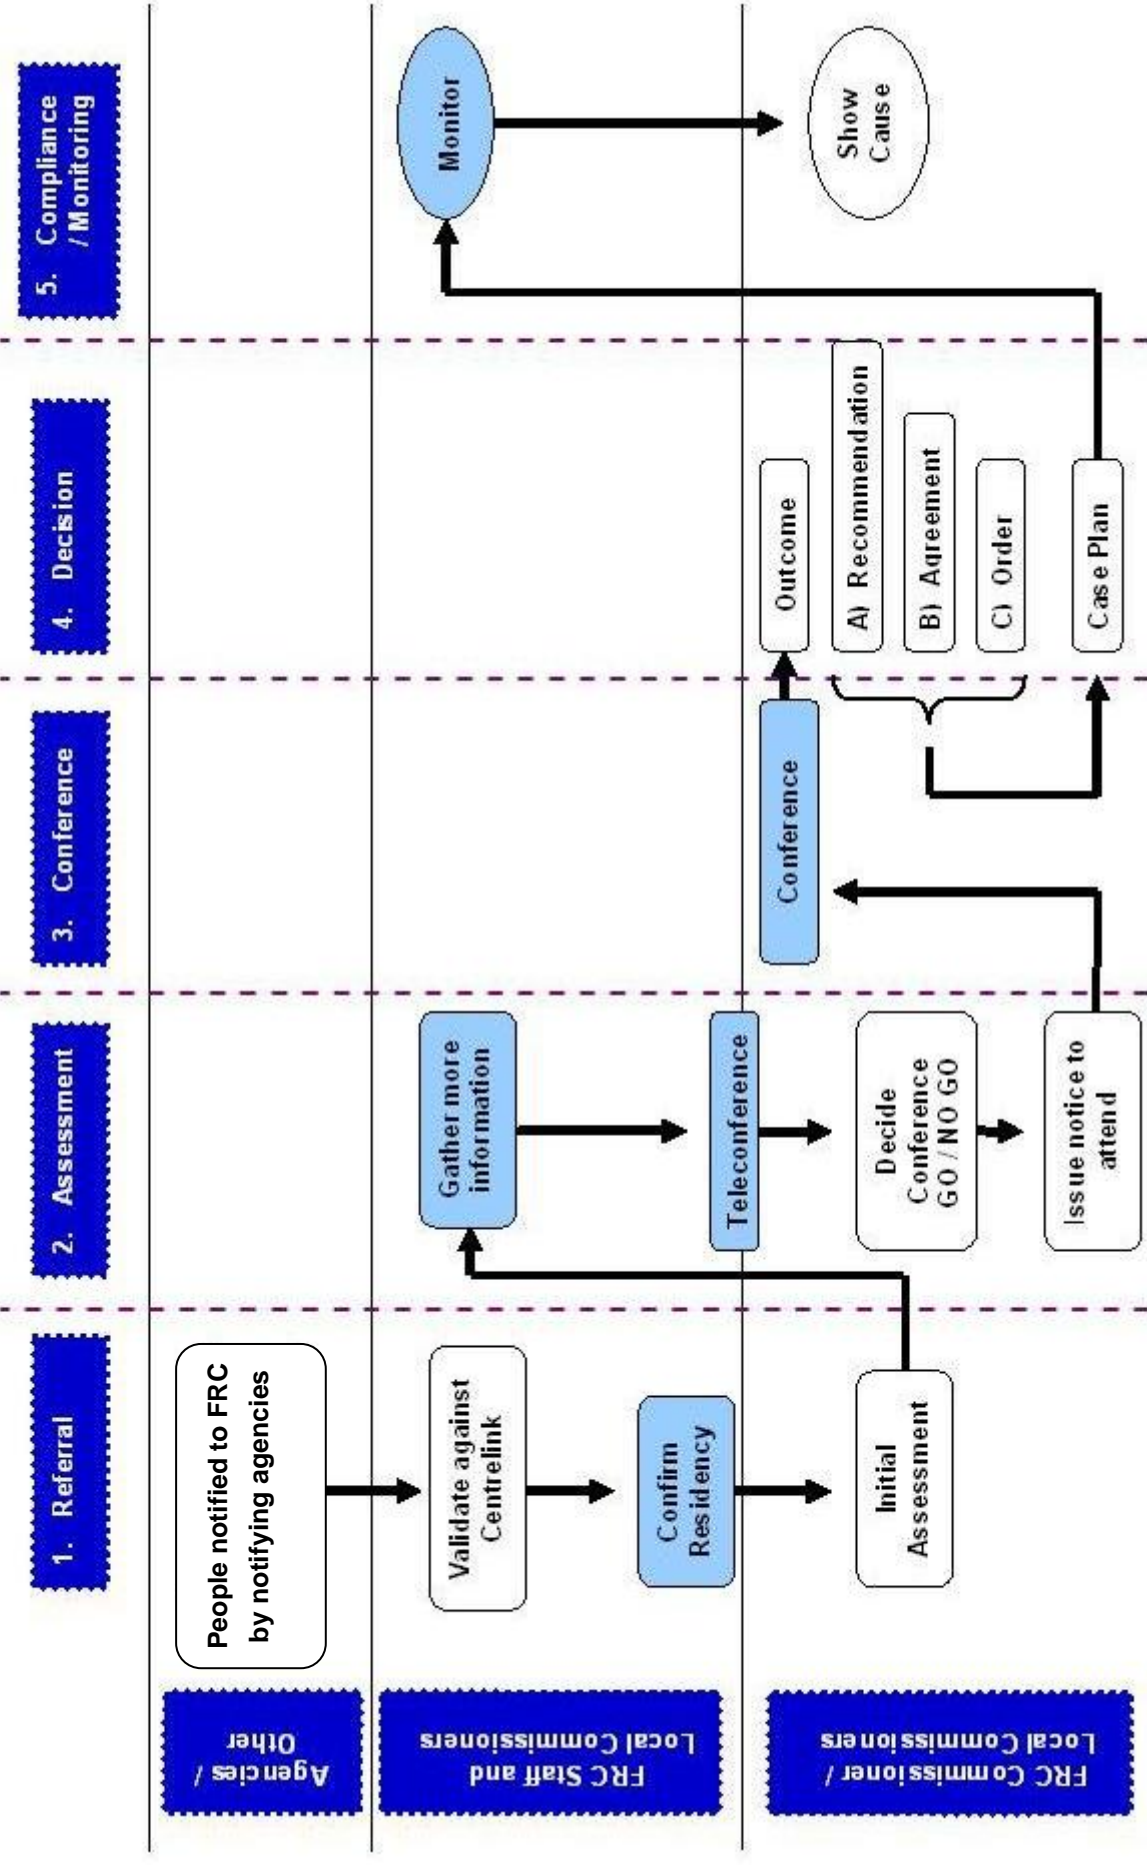 1. Referral
2. Assessment
3. Conference
4. Decision
5. Compliance
/ Monitoring
Agencies /
Other
People notified to FRC
by notifying agencies
FRC Staff and
Local Commissioners
Validate against
Centrelink
Confirm
Residency
Gather more
information
Monitor
FRC Commissioner /
Local Commissioners
Initial
Assessment
Teleconference
Decide
Conference
GO / NO GO
Issue notice to
attend
Conference
Outcome
A) Recommendation
B) Agreement
C) Order
Case Plan
Show
Cause